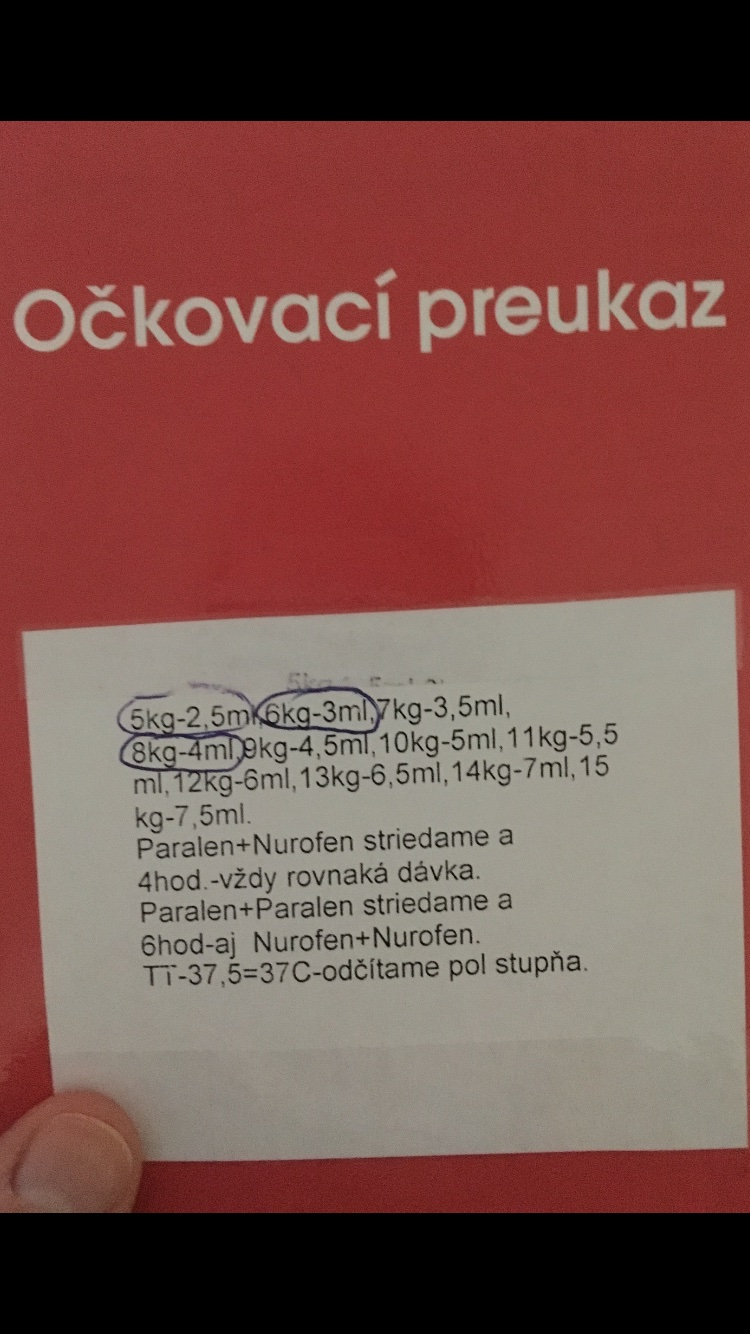 Očkovací preukaz
5kg-2,5ml,6kg-3ml,7kg-3,5ml,
8kg-4ml,9kg-4,5ml,10kg-5ml,11kg-5,5
ml,12kg-6ml,13kg-6,5ml,14kg-7ml,15
kg-7,5ml.
Paralen+Nurofen striedame a
4hod.-vždy rovnaká dávka.
Paralen+Paralen striedame a
6hod-aj Nurofen+Nurofen.
TT-37,5=37C-odčítame pol stupňa.